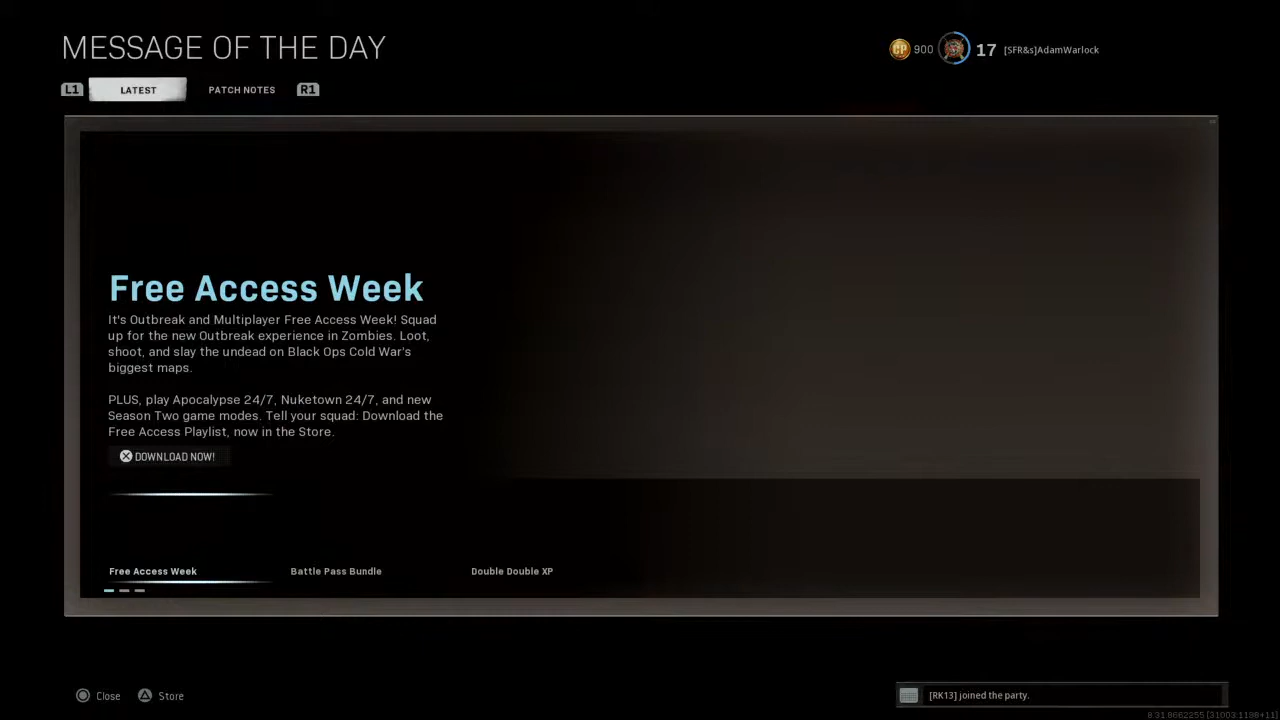 MESSAGE OF THE DAY
CP 900 17 [SFR&s]AdamWarlock
L1 LATEST PATCH NOTES R1
Free Access Week
It's Outbreak and Multiplayer Free Access Week! Squad
up for the new Outbreak experience in Zombies. Loot,
shoot, and slay the undead on Black Ops Cold War's
biggest maps.
PLUS, play Apocalypse 24/7, Nuketown 24/7, and new
Season Two game modes. Tell your squad: Download the
Free Access Playlist, now in the Store.
DOWNLOAD NOW!
Free Access Week Battle Pass Bundle Double Double XP
Close Store
[RK13] joined the party.